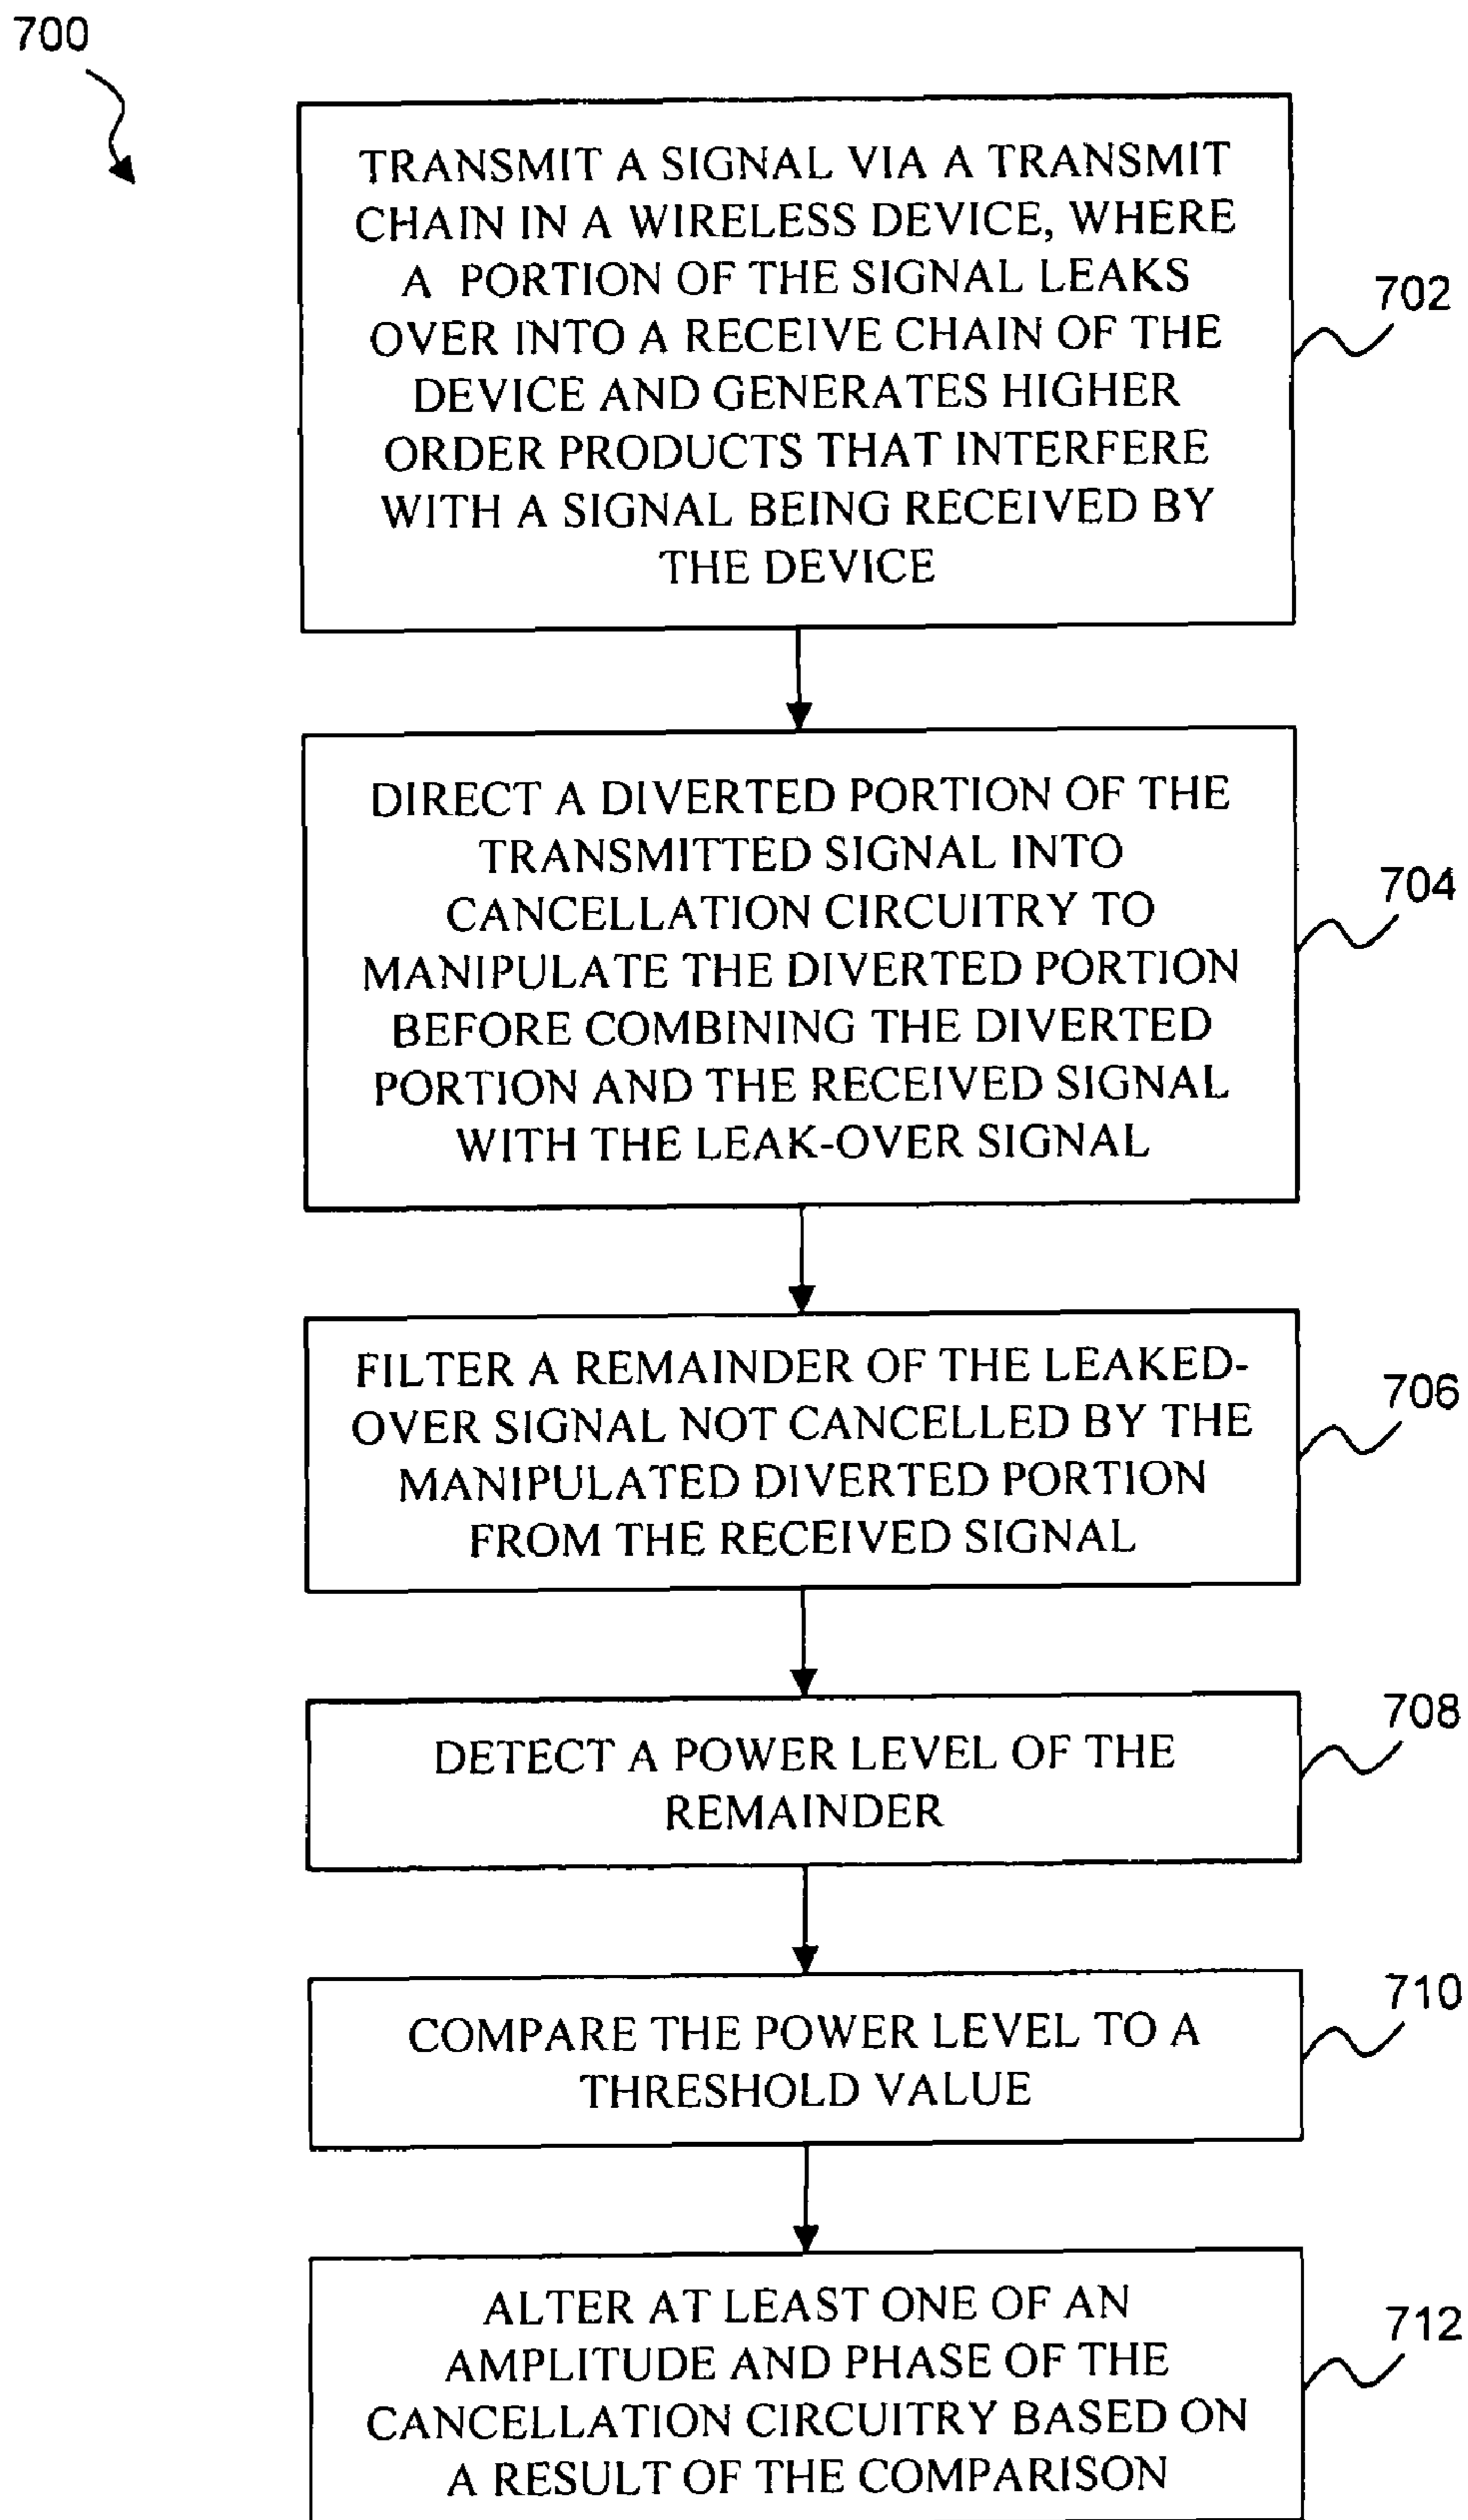 700
TRANSMIT A SIGNAL VIA A TRANSMIT
CHAIN IN A WIRELESS DEVICE, WHERE
A PORTION OF THE SIGNAL LEAKS
OVER INTO A RECEIVE CHAIN OF THE
DEVICE AND GENERATES HIGHER
ORDER PRODUCTS THAT INTERFERE
WITH A SIGNAL BEING RECEIVED BY
THE DEVICE
702
DIRECT A DIVERTED PORTION OF THE
TRANSMITTED SIGNAL INTO
CANCELLATION CIRCUITRY TO
MANIPULATE THE DIVERTED PORTION
BEFORE COMBINING THE DIVERTED
PORTION AND THE RECEIVED SIGNAL
WITH THE LEAK-OVER SIGNAL
704
FILTER A REMAINDER OF THE LEAKED-
OVER SIGNAL NOT CANCELLED BY THE
MANIPULATED DIVERTED PORTION
FROM THE RECEIVED SIGNAL
706
DETECT A POWER LEVEL OF THE
REMAINDER
708
COMPARE THE POWER LEVEL TO A
THRESHOLD VALUE
710
ALTER AT LEAST ONE OF AN
AMPLITUDE AND PHASE OF THE
CANCELLATION CIRCUITRY BASED ON
A RESULT OF THE COMPARISON
712